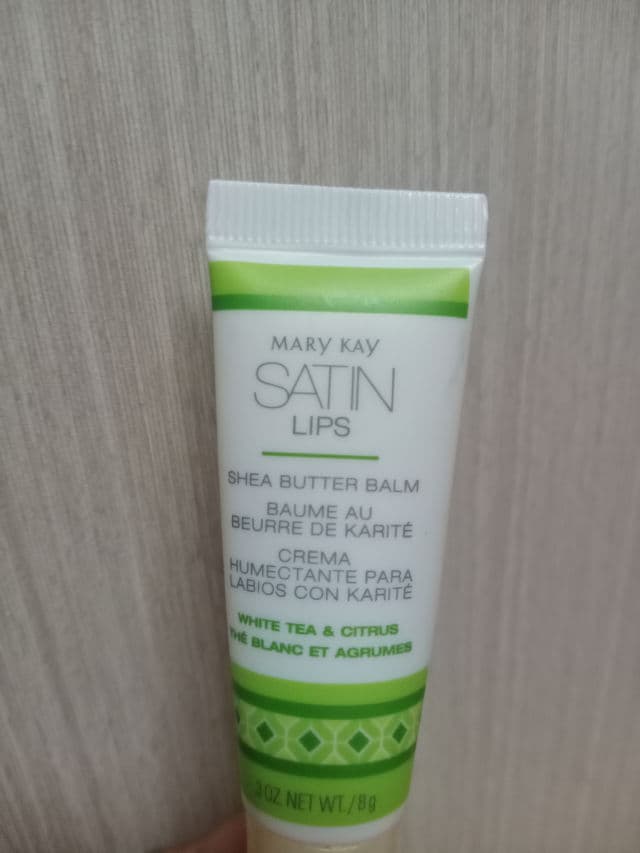 MARY KAY
SATIN
LIPS
SHEA BUTTER BALM
BAUME AU
BEURRE DE KARITÉ
CREMA
HUMECTANTE PARA
LABIOS CON KARITÉ
WHITE TEA & CITRUS
THÉ BLANC ET AGRUMES
OZ. NET WT./8g